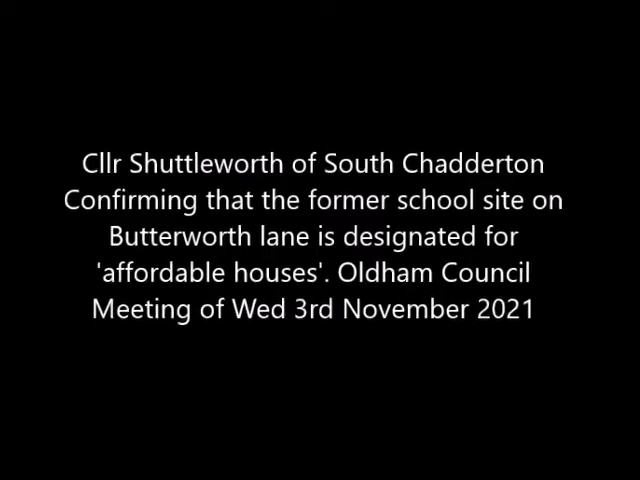 Cllr Shuttleworth of South Chadderton
Confirming that the former school site on
Butterworth lane is designated for
'affordable houses'. Oldham Council
Meeting of Wed 3rd November 2021